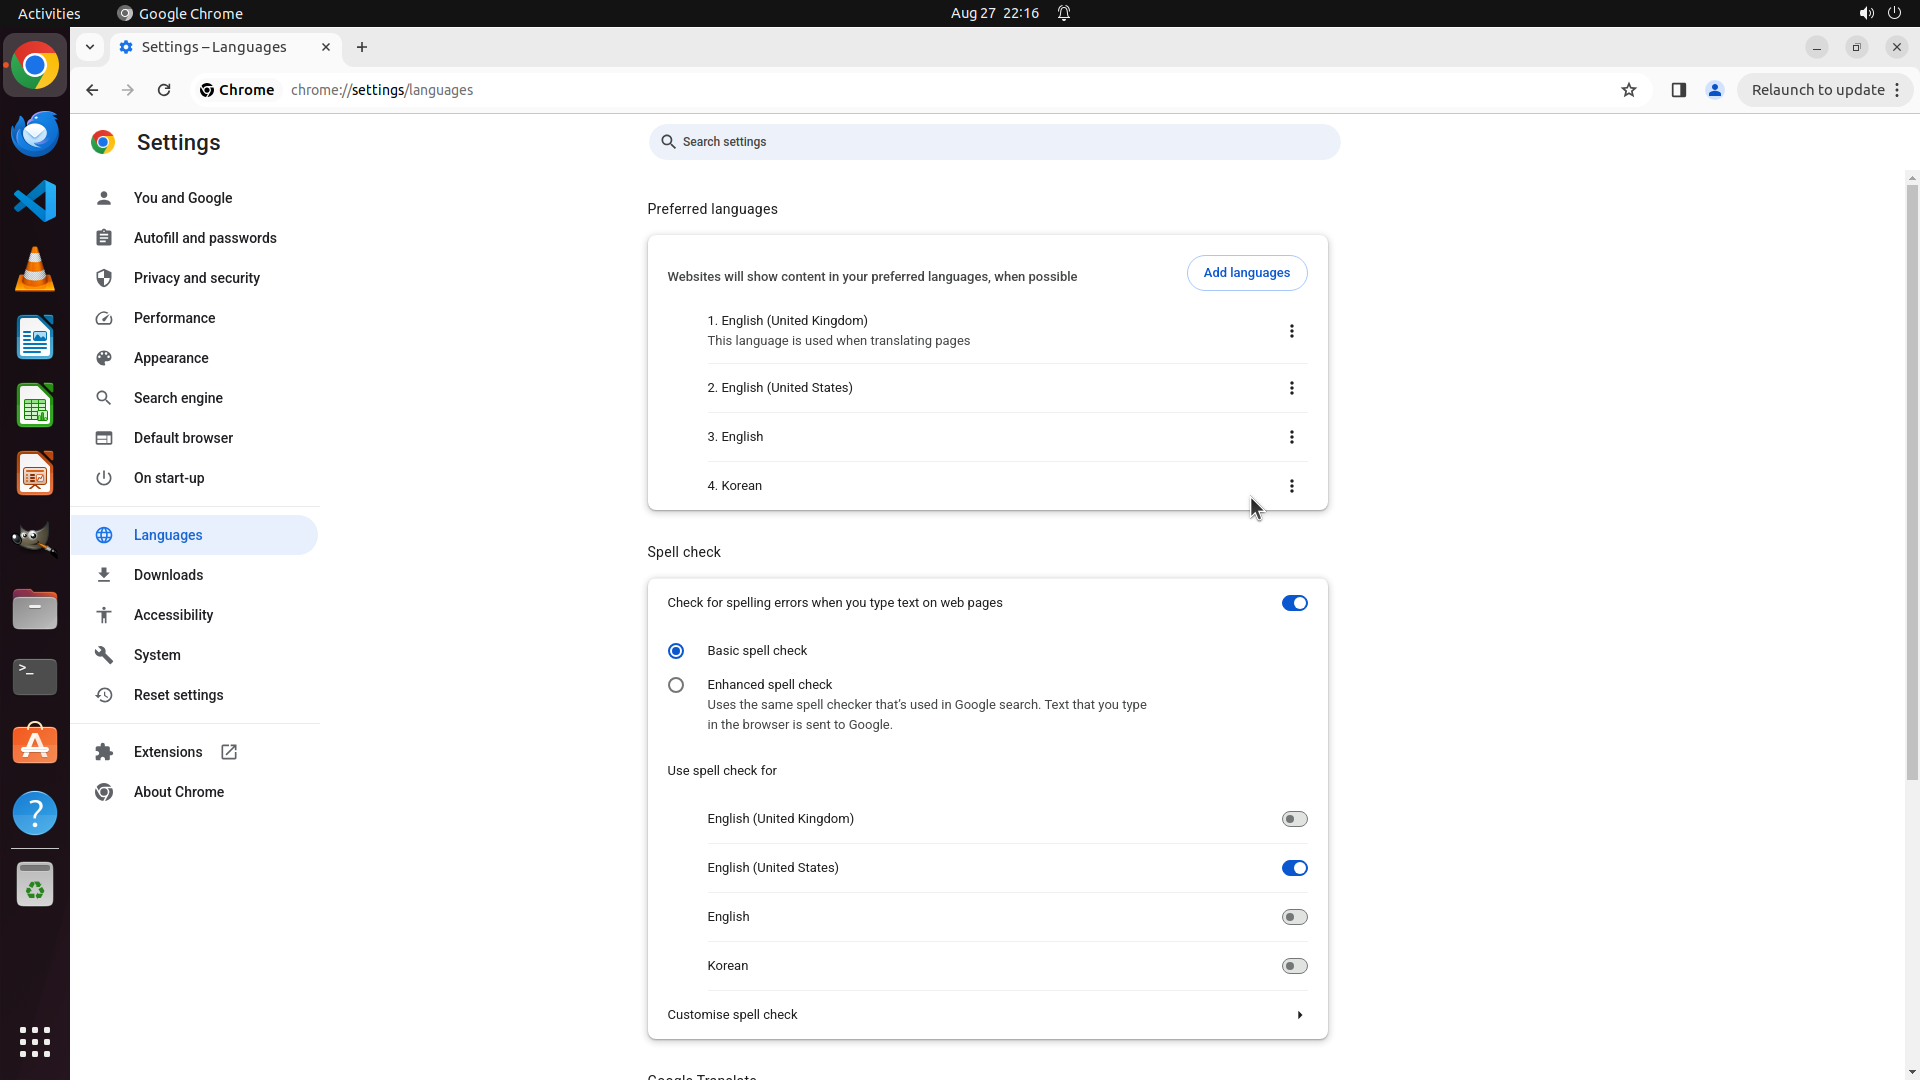 Activities
Google Chrome
Aug 27 22:16
Settings – Languages
Chrome
chrome://settings/languages
Relaunch to update
Settings
Search settings
You and Google
Autofill and passwords
Privacy and security
Performance
Appearance
Search engine
Default browser
On start-up
Languages
Downloads
Accessibility
System
Reset settings
Extensions
About Chrome
Preferred languages
Websites will show content in your preferred languages, when possible
Add languages
1. English (United Kingdom)
This language is used when translating pages
2. English (United States)
3. English
4. Korean
Spell check
Check for spelling errors when you type text on web pages
Basic spell check
Enhanced spell check
Uses the same spell checker that's used in Google search. Text that you type
in the browser is sent to Google.
Use spell check for
English (United Kingdom)
English (United States)
English
Korean
Customise spell check
Google Translate